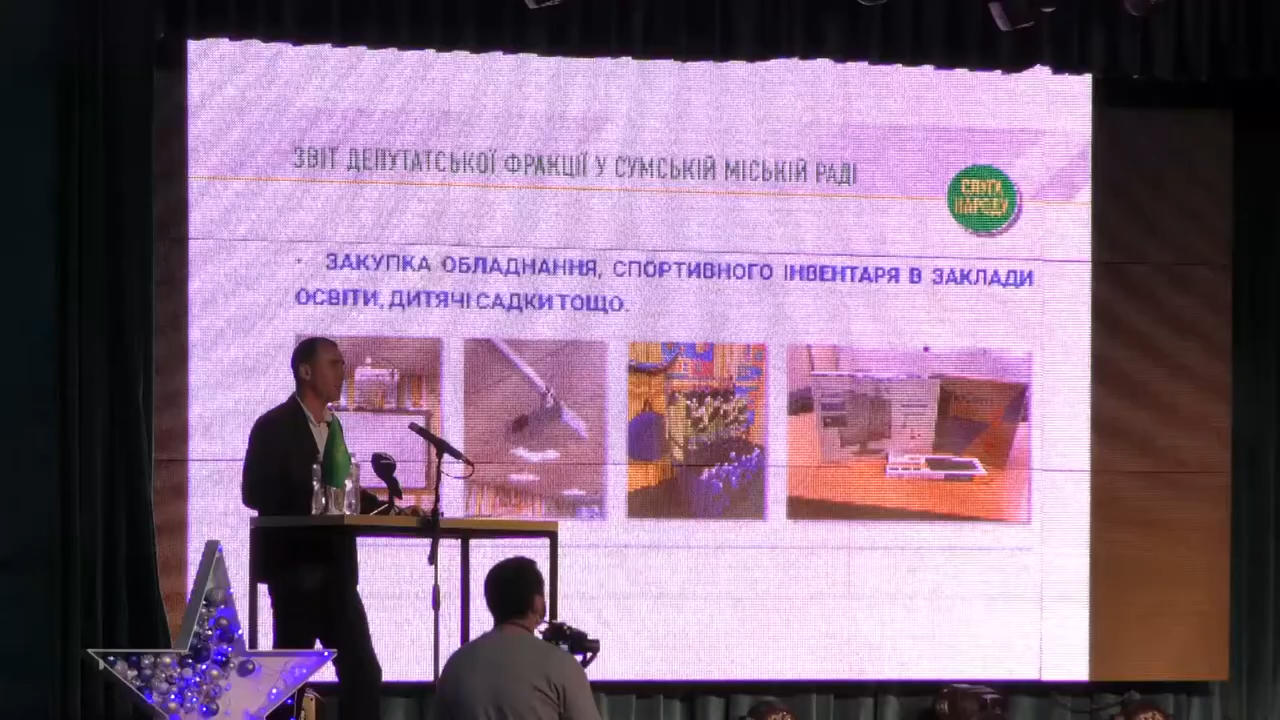 ЗВІТ ДЕПУТАТСЬКОЇ ФРАКЦІЇ У СУМСЬКІЙ МІСЬКІЙ РАДІ
СЛУГА
НАРОДУ
· ЗАКУПКА ОБЛАДНАННЯ, СПОРТИВНОГО ІНВЕНТАРЯ В ЗАКЛАДИ
ОСВІТИ, ДИТЯЧІ САДКИ ТОЩО.